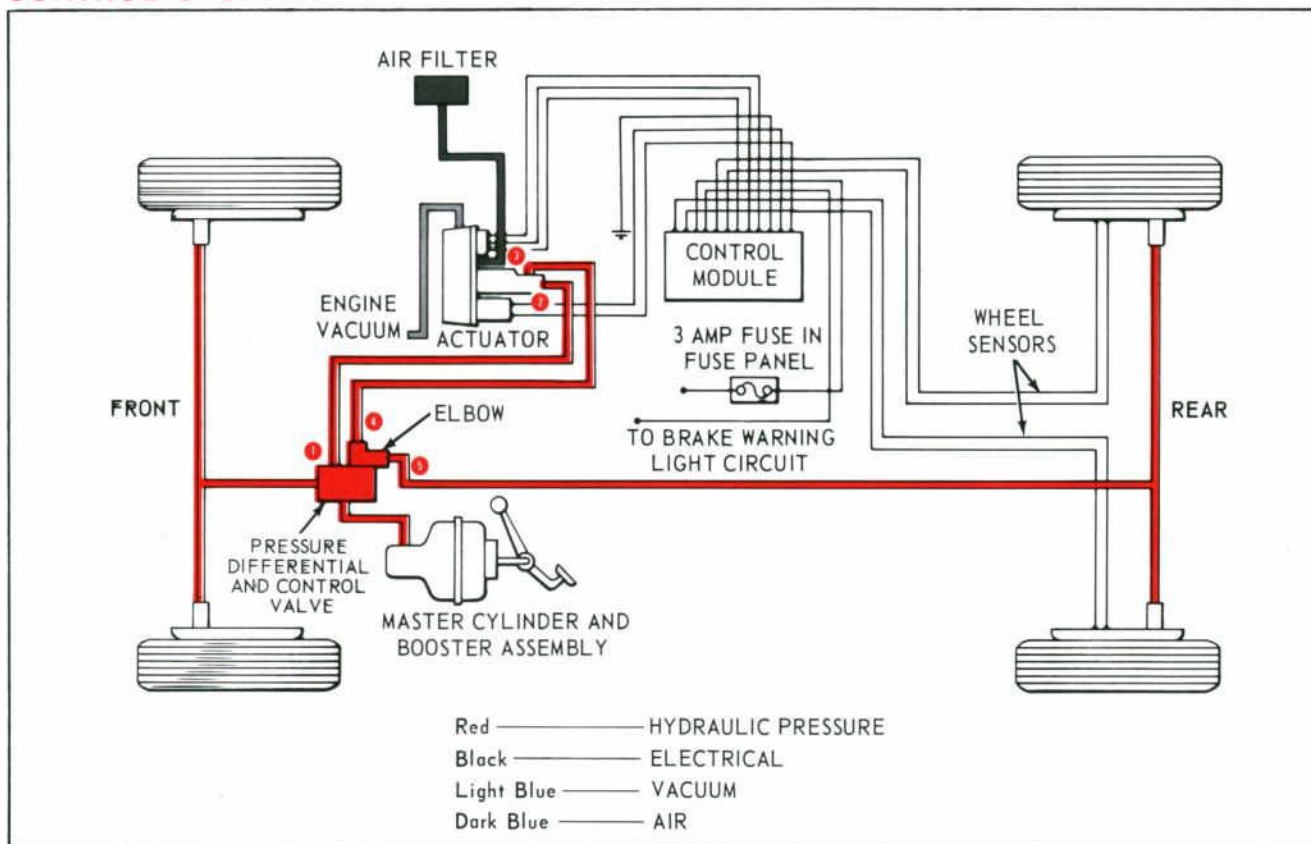 AIR FILTER
ENGINE
VACUUM
ACTUATOR
3
2
CONTROL
MODULE
3 AMP FUSE IN
FUSE PANEL
WHEEL
SENSORS
FRONT
4
ELBOW
REAR
1
5
TO BRAKE WARNING
LIGHT CIRCUIT
PRESSURE
DIFFERENTIAL
AND CONTROL
VALVE
MASTER CYLINDER AND
BOOSTER ASSEMBLY
Red HYDRAULIC PRESSURE
Black ELECTRICAL
Light Blue VACUUM
Dark Blue AIR